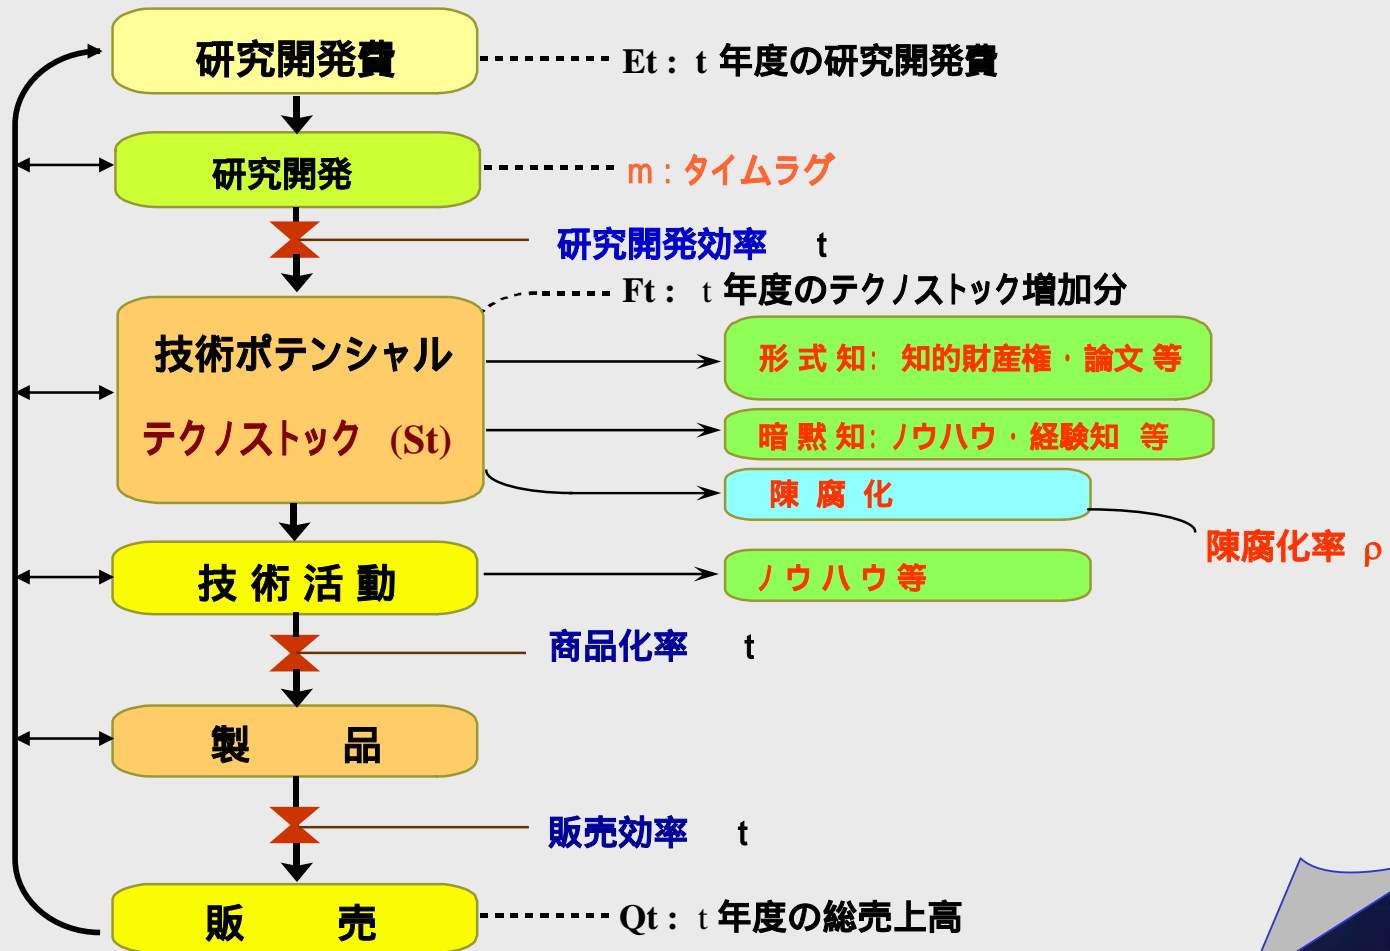 研究開発費
Et : t 年度の研究開発費
研究開発
m : タイムラグ
研究開発効率 t
Ft : t 年度のテクノストック増加分
技術ポテンシャル
テクノストック (St)
形 式 知: 知的財産権・論文 等
暗 黙 知: ノウハウ・経験知 等
陳 腐 化
陳腐化率 ρ
技 術 活 動
ノ ウ ハ ウ 等
商品化率 t
製 品
販売効率 t
販 売
Qt : t 年度の総売上高